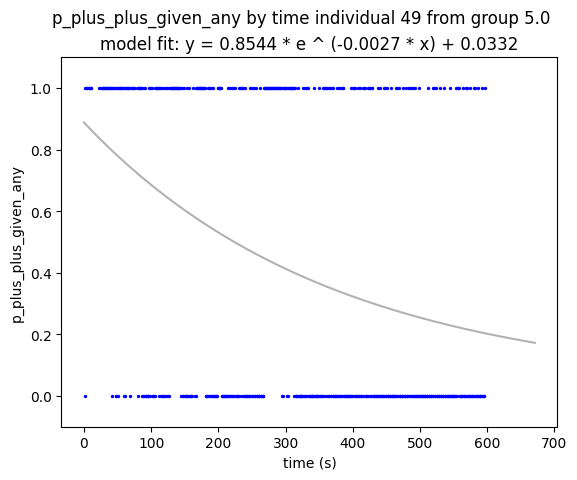 p_plus_plus_given_any by time individual 49 from group 5.0
model fit: y = 0.8544 * e ^ (-0.0027 * x) + 0.0332
1.0
0.8
0.6
0.4
0.2
0.0
p_plus_plus_given_any
0 100 200 300 400 500 600 700
time (s)